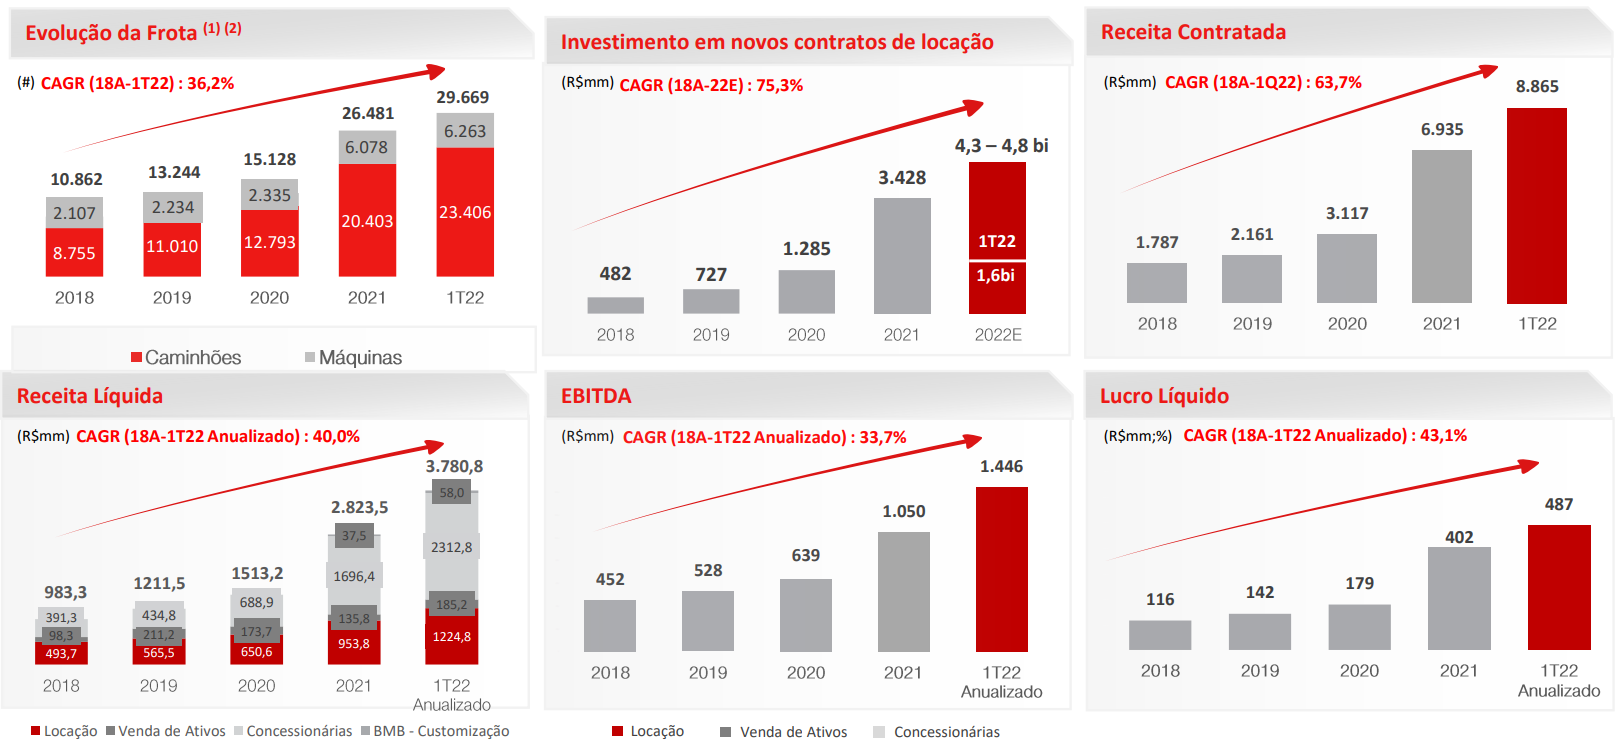 Evolução da Frota (1) (2)
(#) CAGR (18A-1T22) : 36,2%
29.669
26.481
15.128
13.244
10.862
6.263
6.078
2.335
2.234
2.107
23.406
20.403
12.793
11.010
8.755
2018 2019 2020 2021 1T22
Caminhões Máquinas
Investimento em novos contratos de locação
(R$mm) CAGR (18A-22E) : 75,3%
4,3 – 4,8 bi
3.428
1.285
727
482
1T22
1,6bi
2018 2019 2020 2021 2022E
Receita Contratada
(R$mm) CAGR (18A-1Q22) : 63,7%
8.865
6.935
3.117
2.161
1.787
2018 2019 2020 2021 1T22
Receita Líquida
(R$mm) CAGR (18A-1T22 Anualizado) : 40,0%
3.780,8
2.823,5
1513,2
1211,5
983,3
58,0
37,5
2312,8
1696,4
688,9
434,8
391,3
185,2
135,8
173,7
211,2
98,3
1224,8
953,8
650,6
565,5
493,7
2018 2019 2020 2021 1T22
Anualizado
Locação Venda de Ativos Concessionárias BMB - Customização
EBITDA
(R$mm) CAGR (18A-1T22 Anualizado) : 33,7%
1.446
1.050
639
528
452
2018 2019 2020 2021 1T22
Anualizado
Locação Venda de Ativos Concessionárias
Lucro Líquido
(R$mm;%) CAGR (18A-1T22 Anualizado) : 43,1%
487
402
179
142
116
2018 2019 2020 2021 1T22
Anualizado